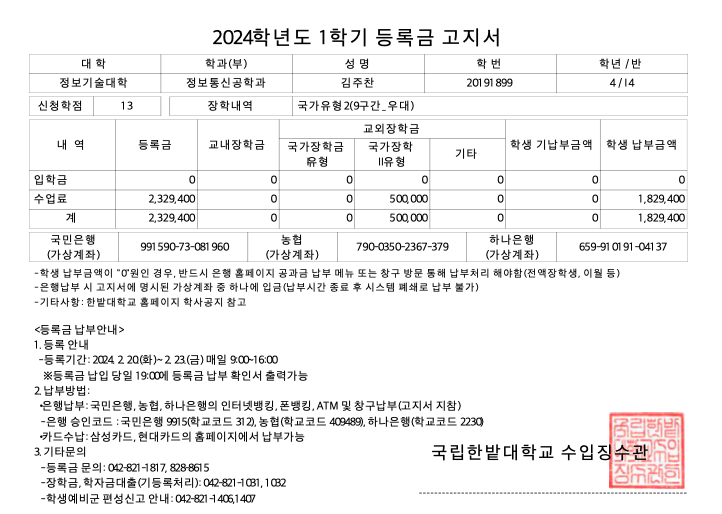 2024학년도 1학기 등록금 고지서
대 학 학과(부) 성 명 학 번 학년 /반
정보기술대학 정보통신공학과 김주찬 20191899 4 / 14
신청학점 13 장학내역 국가유형2(9구간_우대)
내 역 등록금 교내장학금 교외장학금 학생 기납부금액 학생 납부금액
국가장학금 I유형 국가장학 II유형 기타
입학금 0 0 0 0 0 0 0
수업료 2,329,400 0 0 500,000 0 0 1,829,400
계 2,329,400 0 0 500,000 0 0 1,829,400
국민은행 (가상계좌) 991590-73-081960 농협 (가상계좌) 790-0350-2367-379 하나은행 (가상계좌) 659-910191-04137
-학생 납부금액이 "0"원인 경우, 반드시 은행 홈페이지 공과금 납부 메뉴 또는 창구 방문 통해 납부처리 해야함(전액장학생, 이월 등)
-은행납부 시 고지서에 명시된 가상계좌 중 하나에 입금(납부시간 종료 후 시스템 폐쇄로 납부 불가)
-기타사항: 한밭대학교 홈페이지 학사공지 참고
<등록금 납부안내>
1. 등록 안내
-등록기간: 2024. 2. 20.(화)~ 2. 23.(금) 매일 9:00~16:00
※등록금 납입 당일 19:00에 등록금 납부 확인서 출력가능
2. 납부방법:
•은행납부: 국민은행, 농협, 하나은행의 인터넷뱅킹, 폰뱅킹, ATM 및 창구납부(고지서 지참)
-은행 승인코드 : 국민은행 9915(학교코드 312), 농협(학교코드 409489), 하나은행(학교코드 2230)
•카드수납: 삼성카드, 현대카드의 홈페이지에서 납부가능
3. 기타문의
-등록금 문의: 042-821-1817, 828-8615
-장학금, 학자금대출(기등록처리): 042-821-1031, 1032
-학생예비군 편성신고 안내: 042-821-1406,1407
국립한밭대학교 수입징수관